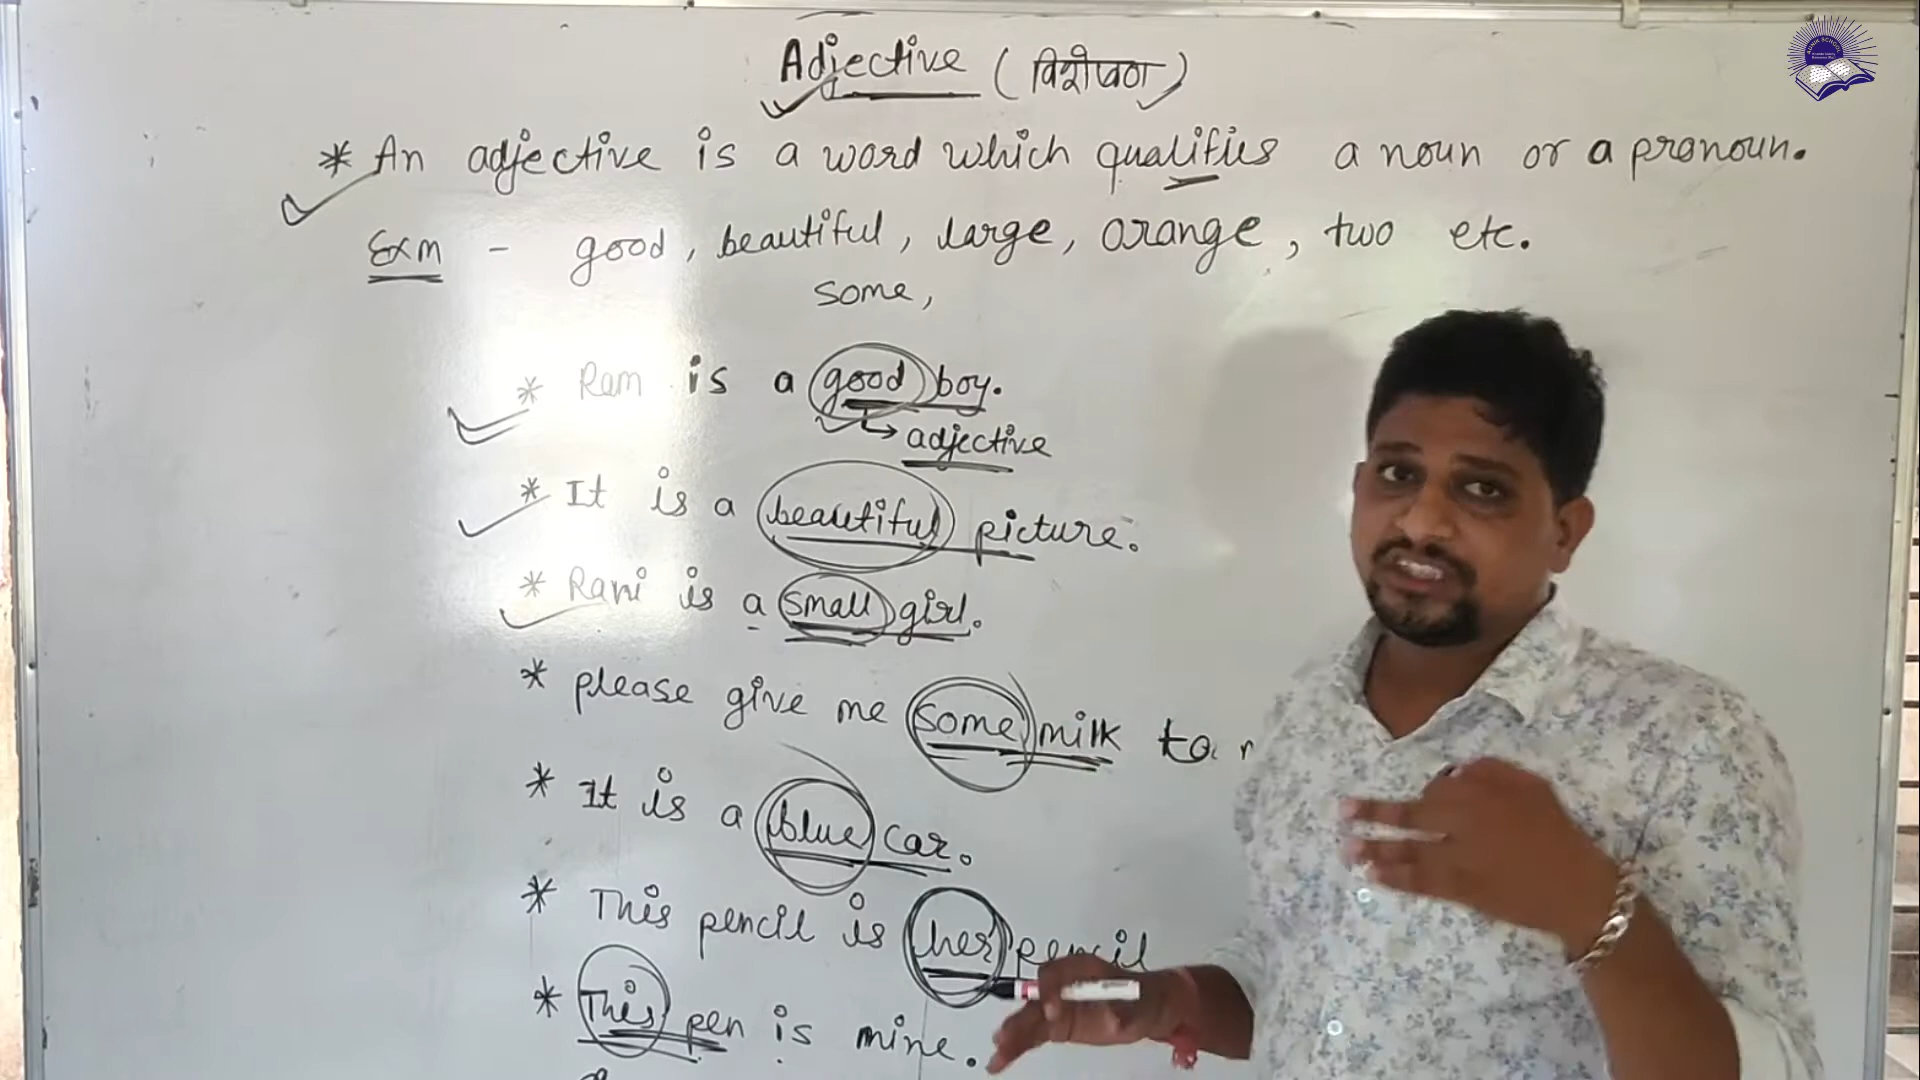 Adjective (विशेषण)
* An adjective is a word which qualifies a noun or a pronoun.
Exm - good, beautiful, large, orange, two etc.
some,
* Ram is a good boy.
adjective
* It is a beautiful picture.
* Rani is a small girl.
* please give me some milk to
* It is a blue car.
* This pencil is her pencil
* This pen is mine.